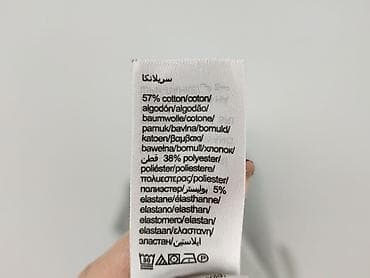 سريلانكا
57% cotton/coton/
algodón/algodão/
baumwolle/cotone/
pamuk/bavlna/bomuld/
katoen/βαμβακι/
bawełna/bomull/хлопок/
قطن 38% polyester/
poliéster/poliestere/
πολυεστερας/poliester/
полиэстер/بوليستر 5%
elastane/élasthanne/
elastano/elasthan/
elastomero/elastan/
elastaan/ελαστανη/
эластан/ايلاستين